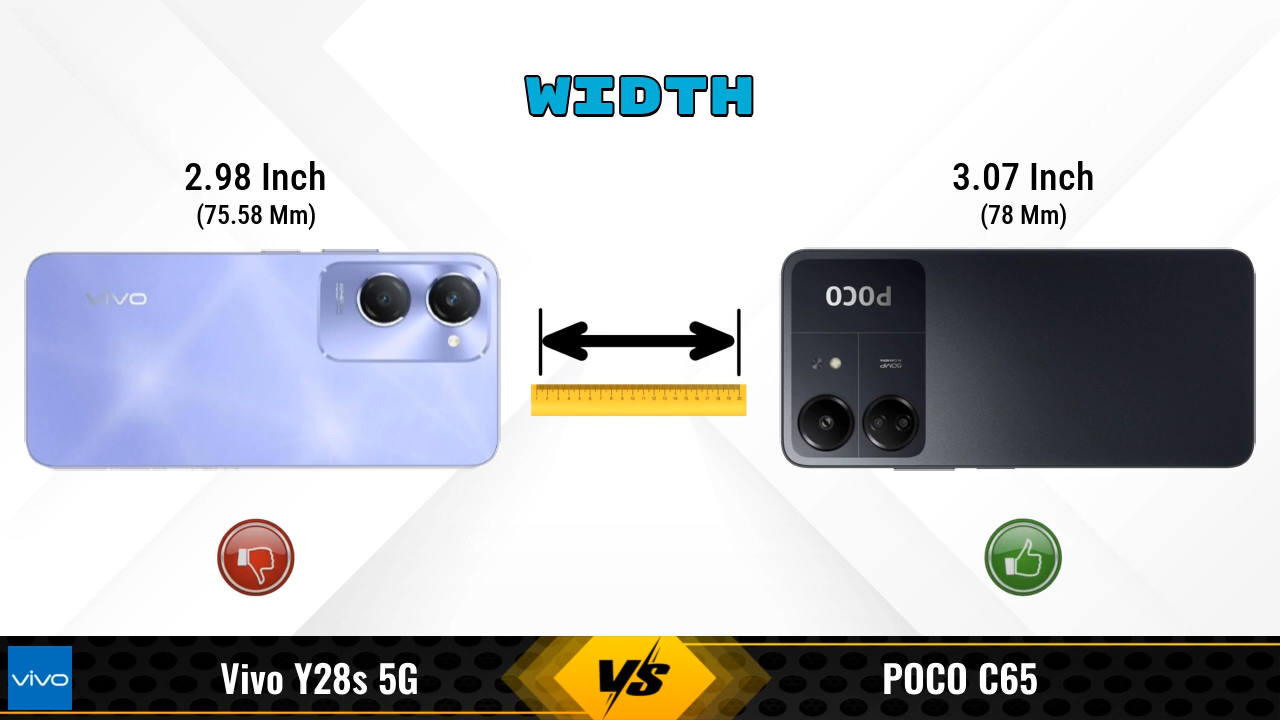 WIDTH
2.98 Inch
(75.58 Mm)
3.07 Inch
(78 Mm)
vivo
POCO
50MP
vivo
Vivo Y28s 5G
VS
POCO C65